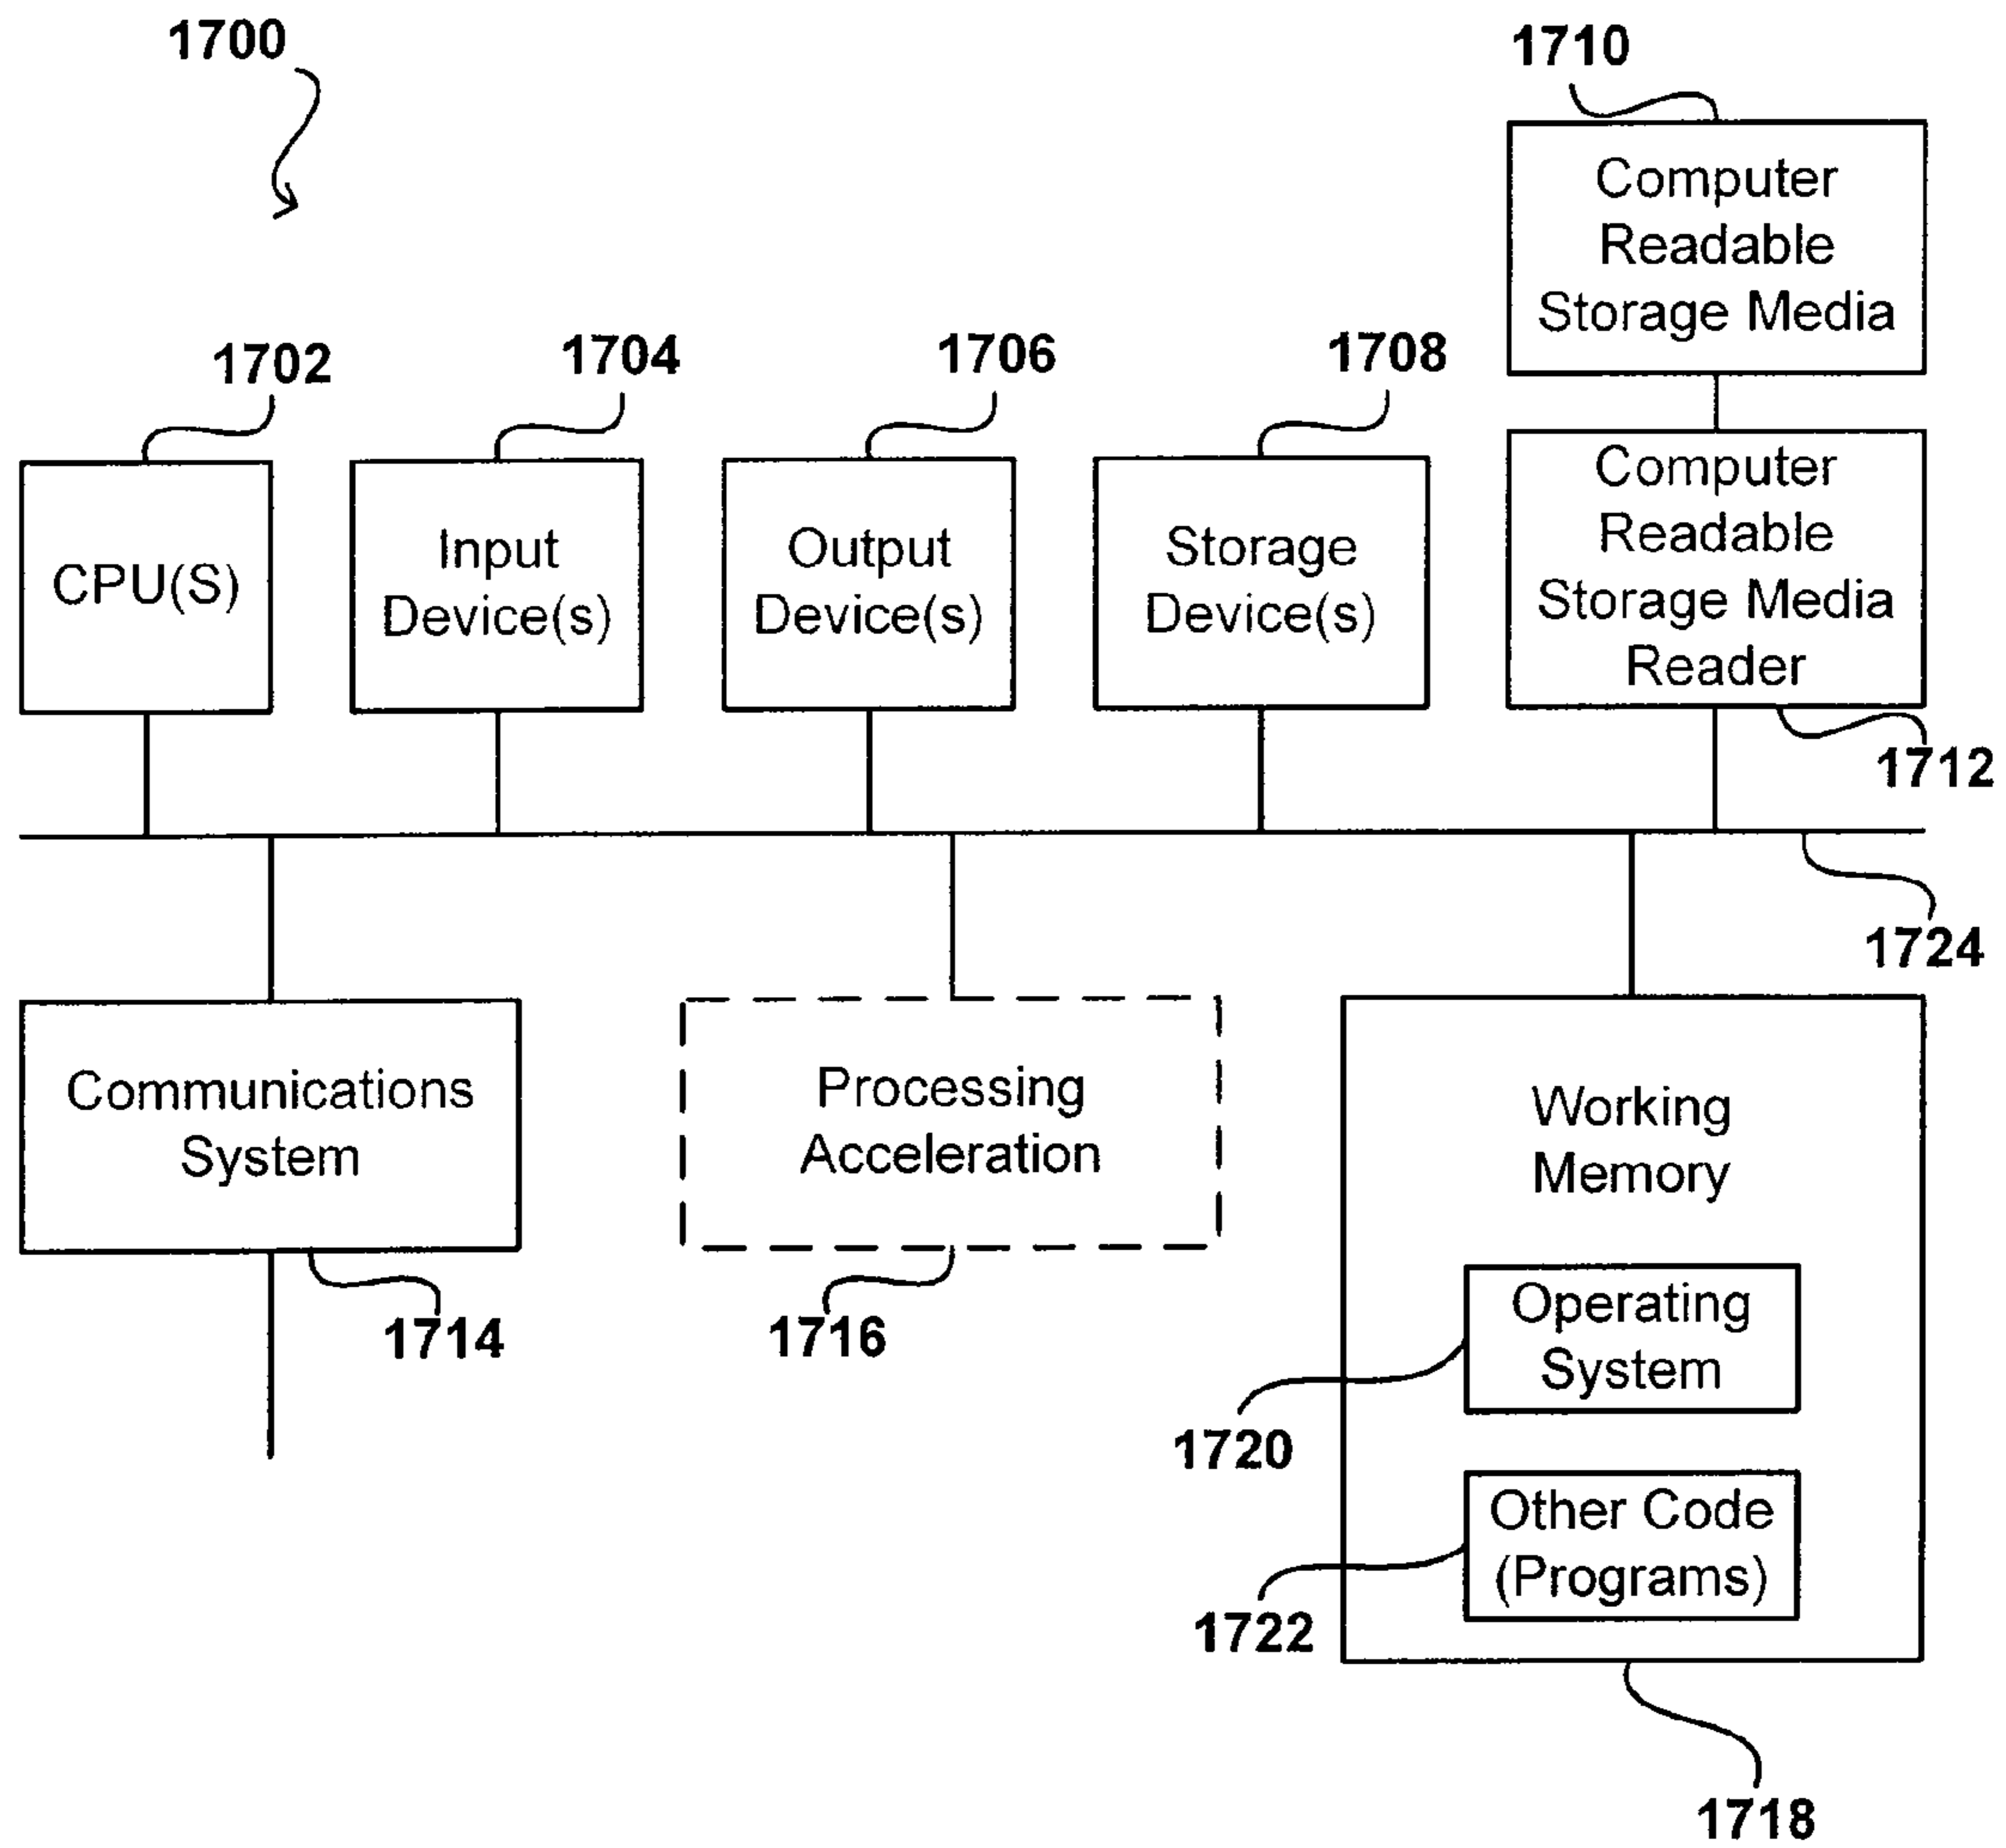 1700
1710
Computer
Readable
Storage Media
1702
1704
1706
1708
CPU(S)
Input
Device(s)
Output
Device(s)
Storage
Device(s)
Computer
Readable
Storage Media
Reader
1712
1724
Communications
System
1714
Processing
Acceleration
1716
Working
Memory
Operating
System
1720
Other Code
(Programs)
1722
1718